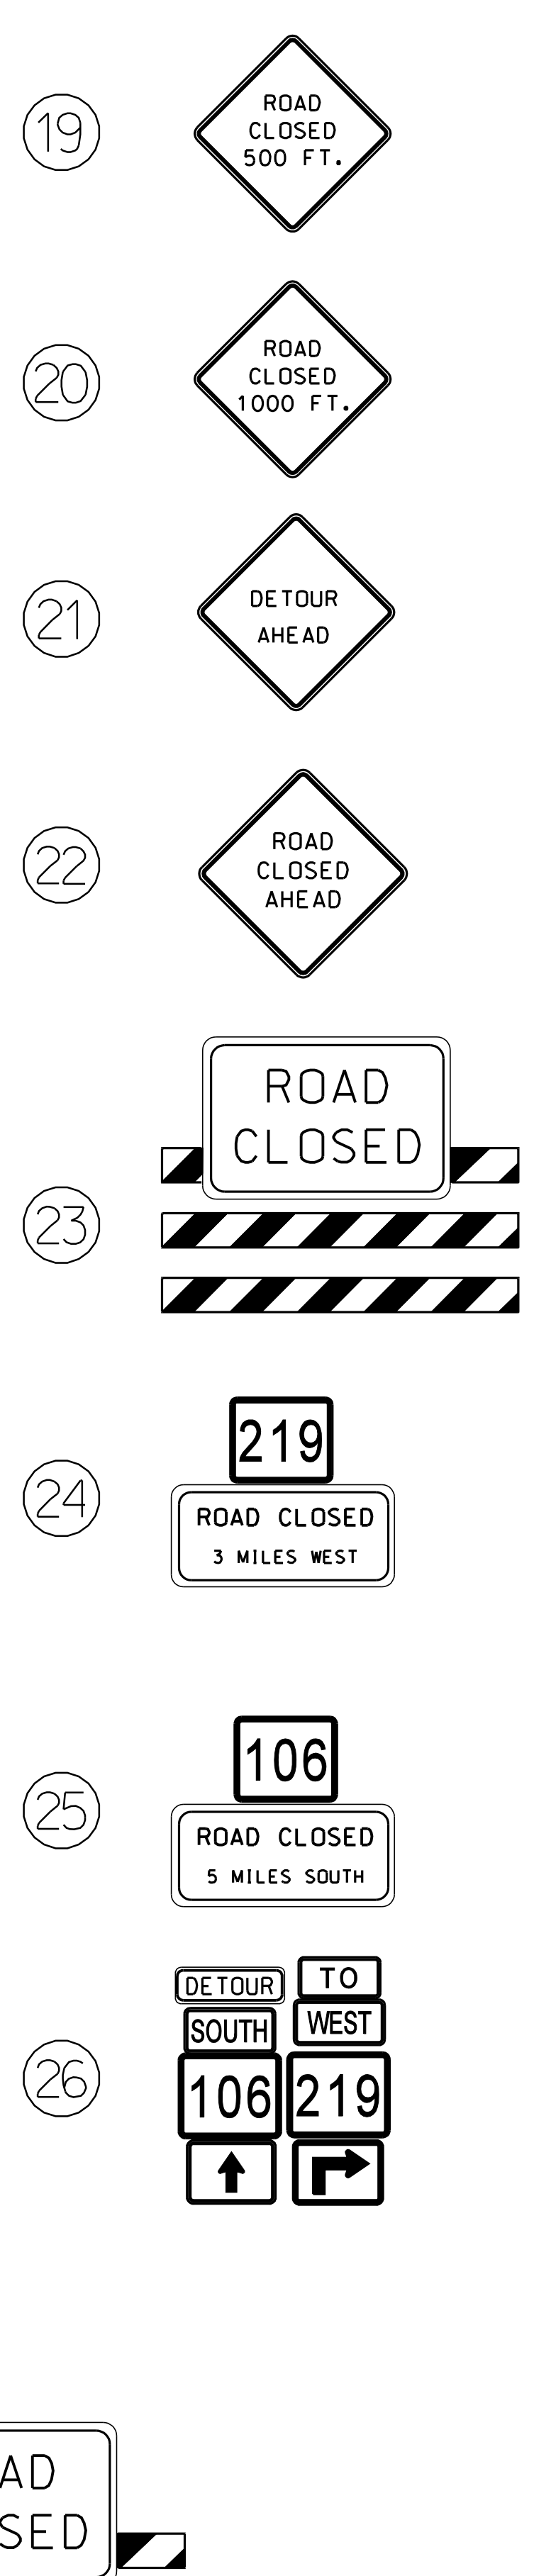 19
ROAD
CLOSED
500 FT.
20
ROAD
CLOSED
1000 FT.
21
DETOUR
AHEAD
22
ROAD
CLOSED
AHEAD
23
ROAD
CLOSED
24
219
ROAD CLOSED
3 MILES WEST
25
106
ROAD CLOSED
5 MILES SOUTH
26
DETOUR
SOUTH
106
TO
WEST
219
AD
SED